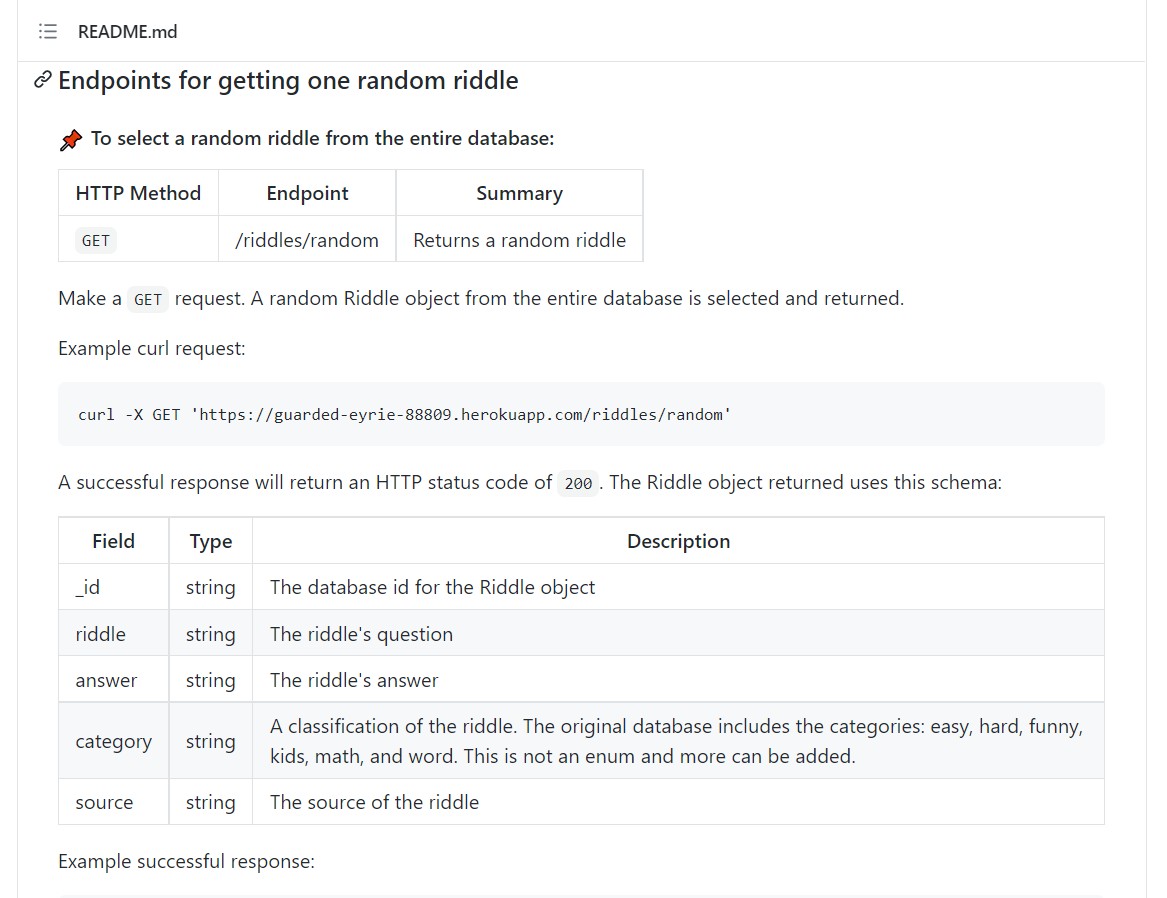 README.md
Endpoints for getting one random riddle
To select a random riddle from the entire database:
HTTP Method Endpoint Summary
GET /riddles/random Returns a random riddle
Make a GET request. A random Riddle object from the entire database is selected and returned.
Example curl request:
curl -X GET 'https://guarded-eyrie-88809.herokuapp.com/riddles/random'
A successful response will return an HTTP status code of 200. The Riddle object returned uses this schema:
Field Type Description
_id string The database id for the Riddle object
riddle string The riddle's question
answer string The riddle's answer
category string A classification of the riddle. The original database includes the categories: easy, hard, funny,
kids, math, and word. This is not an enum and more can be added.
source string The source of the riddle
Example successful response: